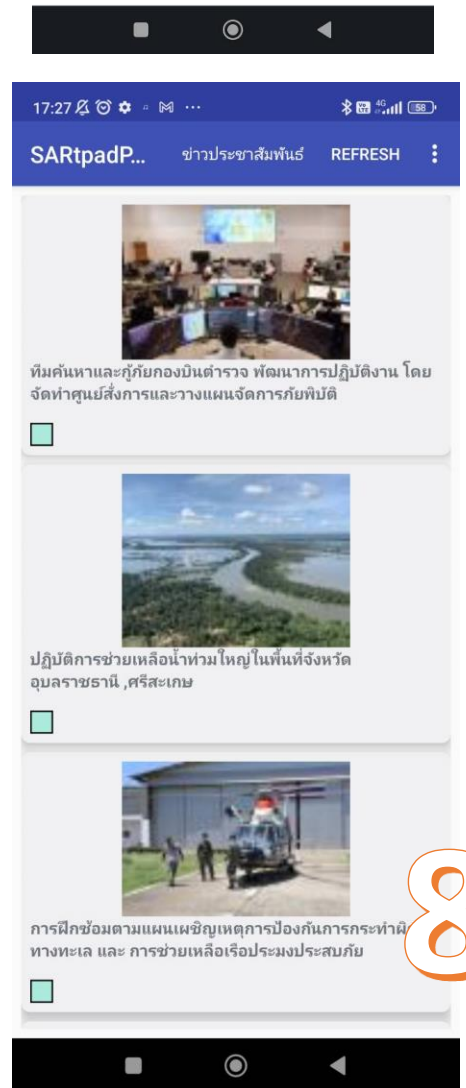 17:27
4G
58
SARtpadP... ข่าวประชาสัมพันธ์ REFRESH
ทีมค้นหาและกู้ภัยกองบินตำรวจ พัฒนาการปฏิบัติงาน โดย
จัดทำศูนย์สั่งการและวางแผนจัดการภัยพิบัติ
ปฏิบัติการช่วยเหลือน้ำท่วมใหญ่ในพื้นที่จังหวัด
อุบลราชธานี ,ศรีสะเกษ
การฝึกซ้อมตามแผนเผชิญเหตุการป้องกันการกระทำผิ
ทางทะเล และ การช่วยเหลือเรือประมงประสบภัย
8